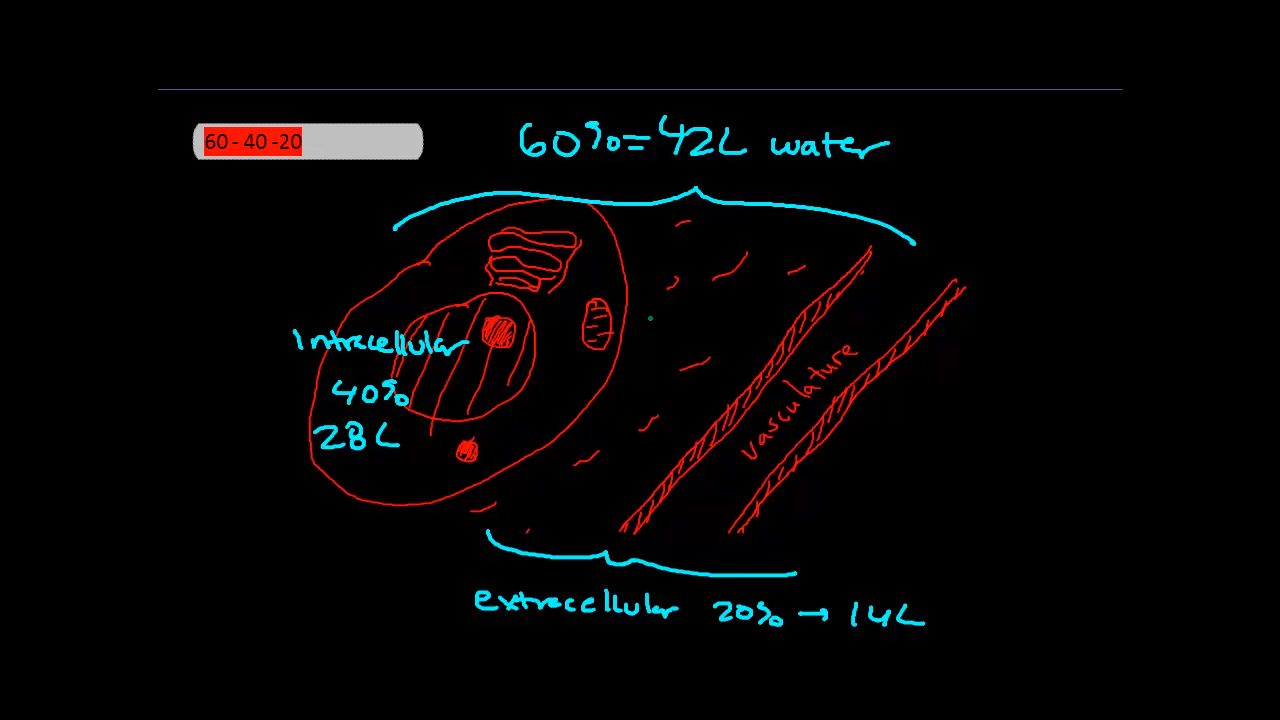 60 - 40 -20
60%=42L water
Intracellular
40%
28L
vasculature
extracellular 20% → 14L